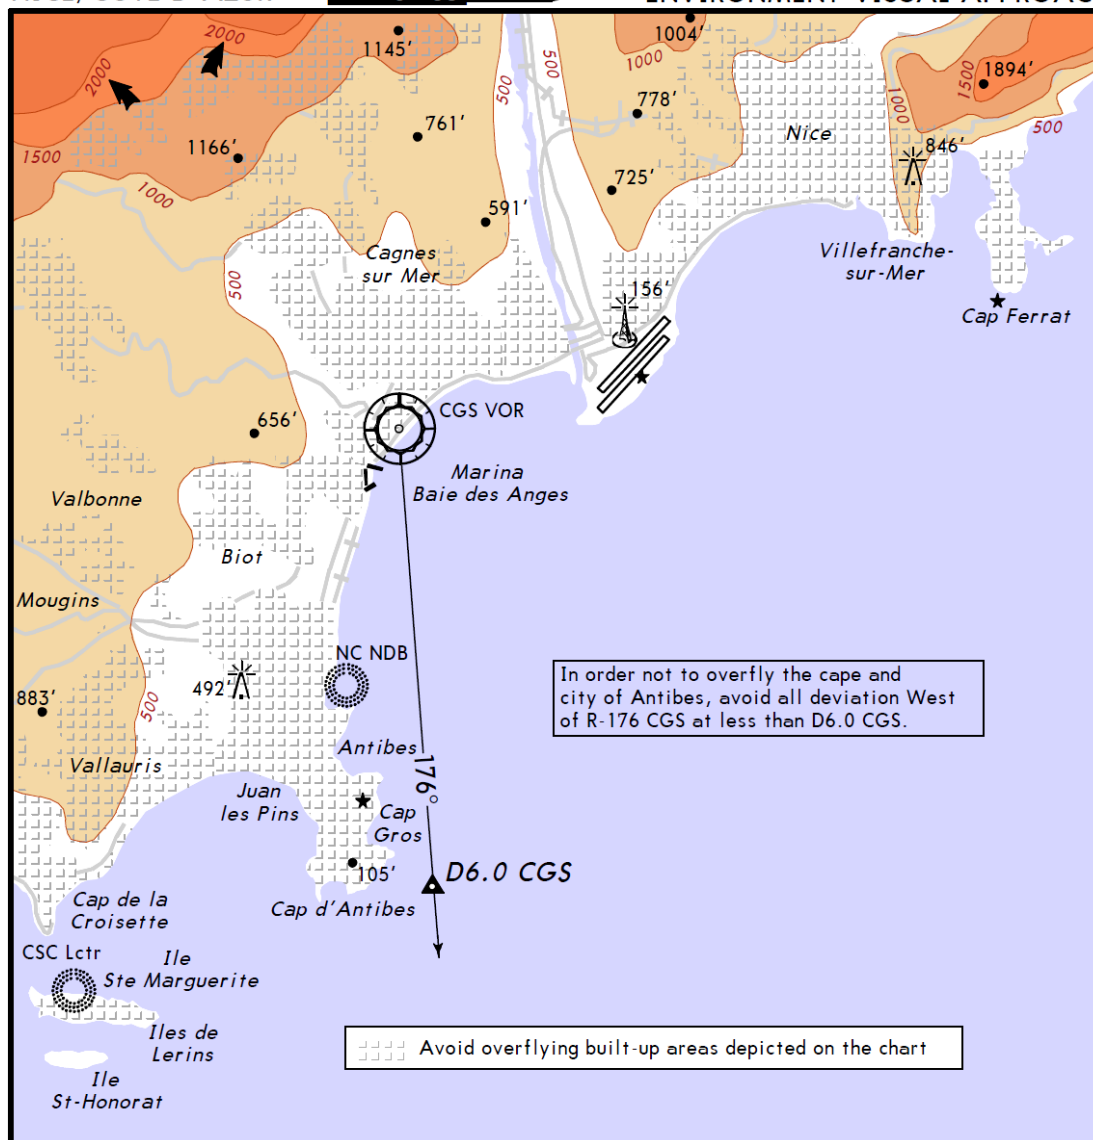 ENVIRONMENT VISUAL APPROAC
2000
1145'
500
500
1004'
1000
1894'
1500
2000
778'
1000
761'
Nice
500
1500
1166'
846'
1000
725'
591'
Cagnes
sur Mer
Villefranche-
sur-Mer
500
156'
Cap Ferrat
CGS VOR
656'
Marina
Baie des Anges
Valbonne
Biot
Mougins
NC NDB
In order not to overfly the cape and
city of Antibes, avoid all deviation West
of R-176 CGS at less than D6.0 CGS.
492'
883'
500
Antibes
176°
Vallauris
Juan
les Pins
Cap
Gros
105'
D6.0 CGS
Cap de la
Croisette
Cap d'Antibes
CSC Lctr
Ile
Ste Marguerite
Iles de
Lerins
Avoid overflying built-up areas depicted on the chart
Ile
St-Honorat